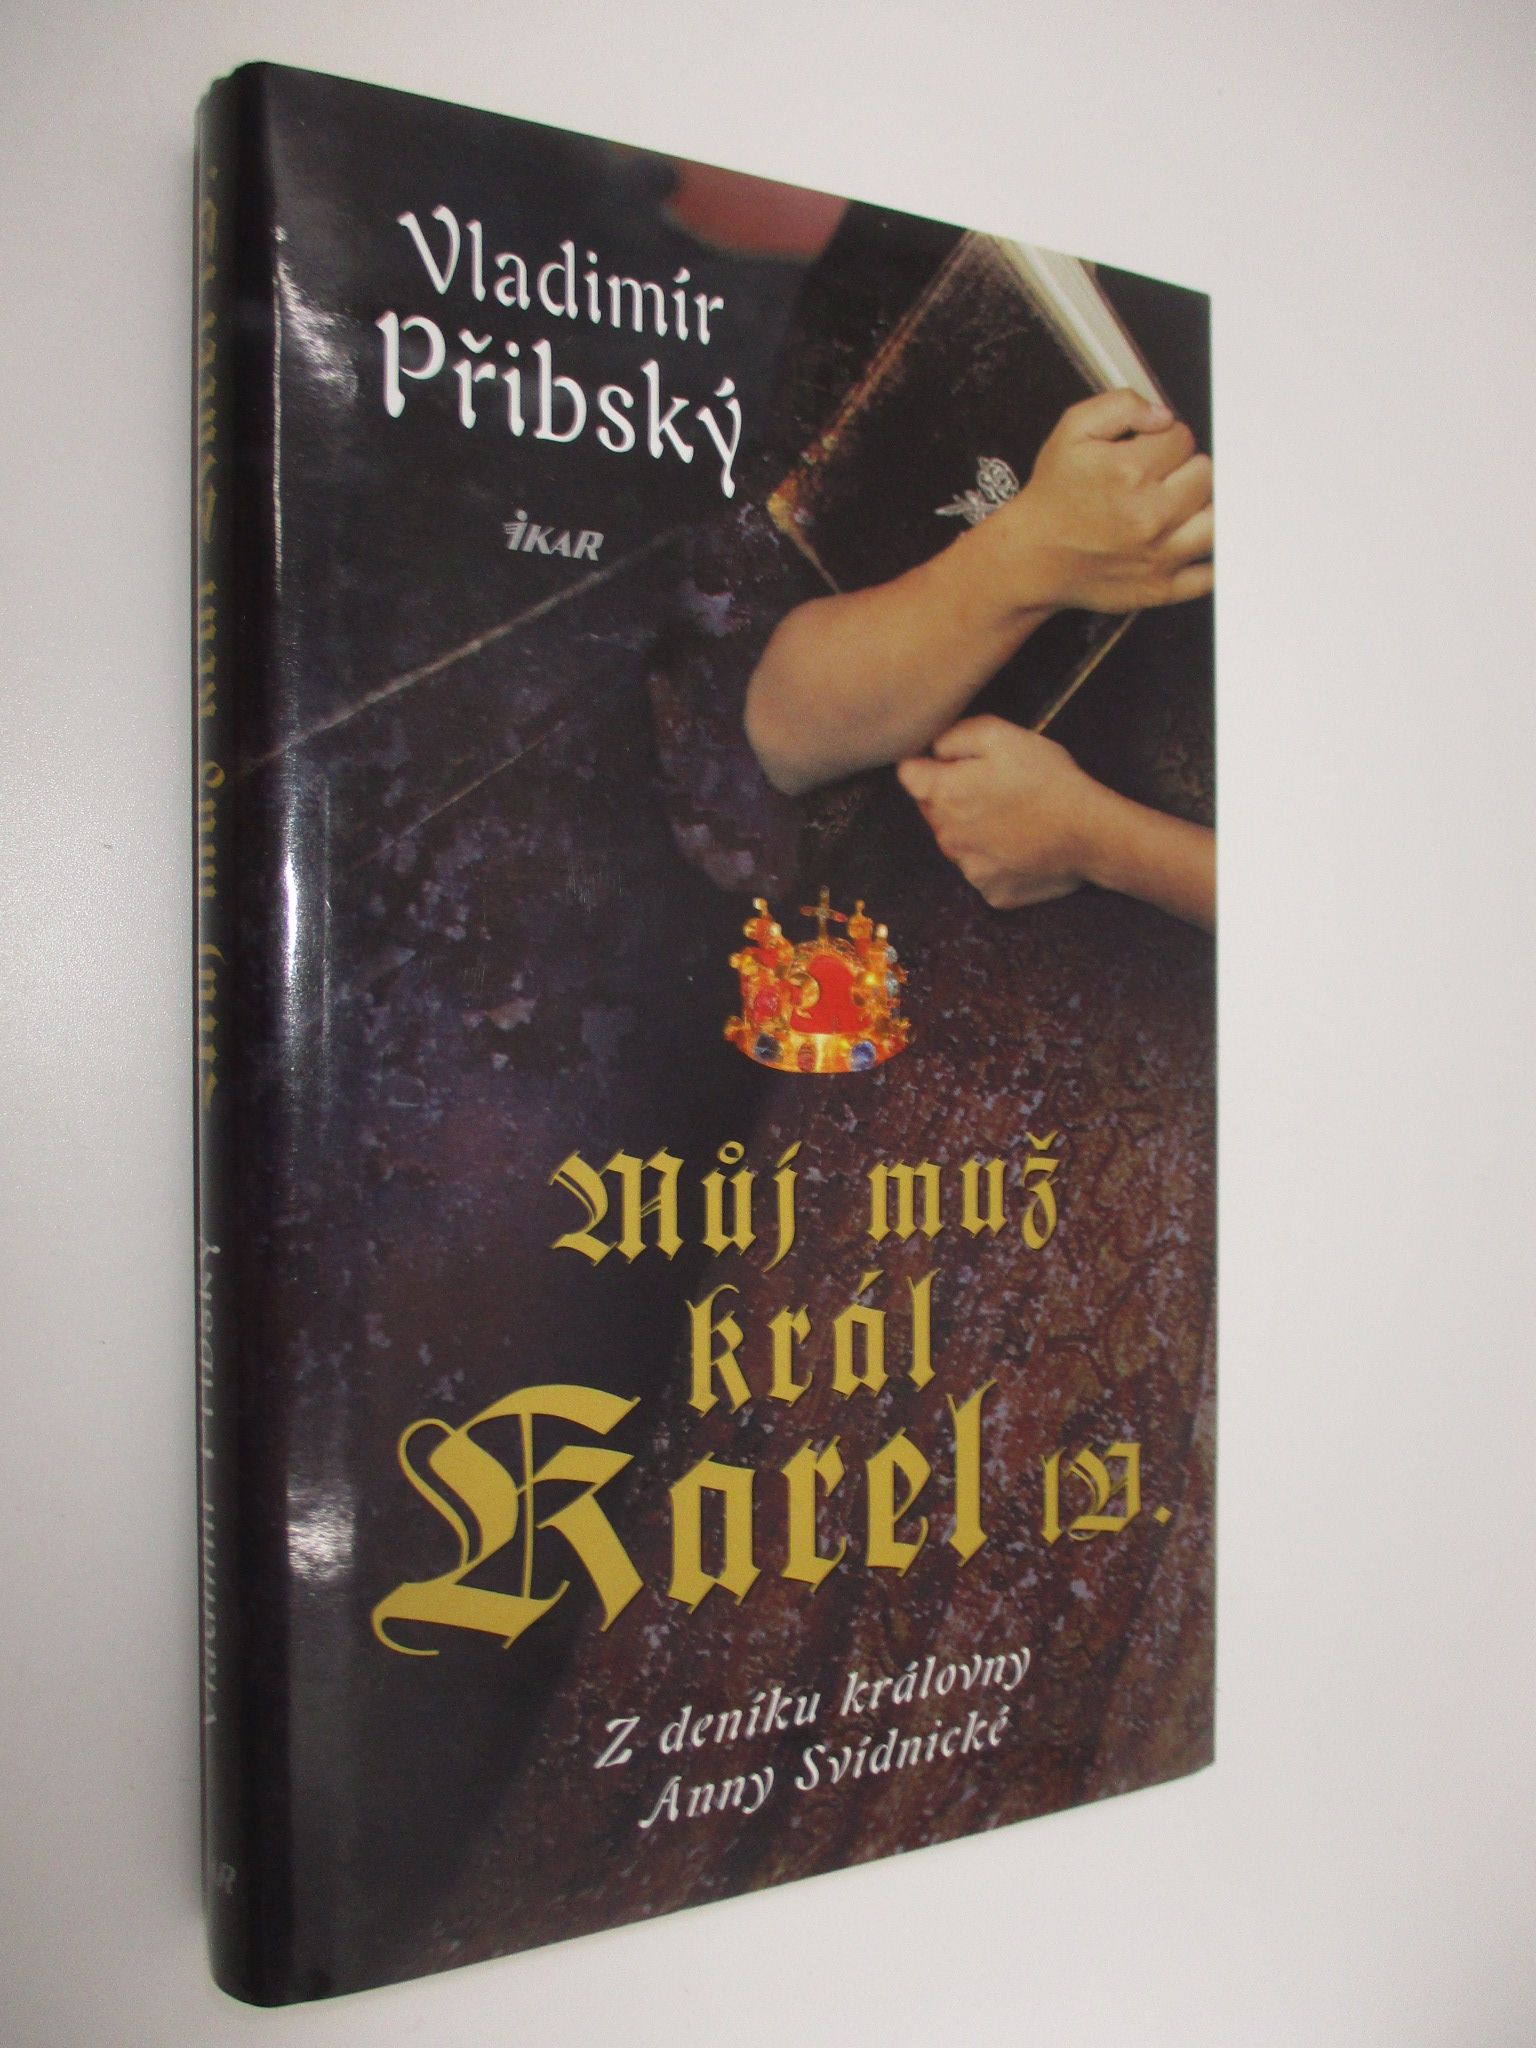 Vladimír
Přibský
IKAR
Můj muž
král
Karel IV.
Z deníku královny
Anny Svídnické